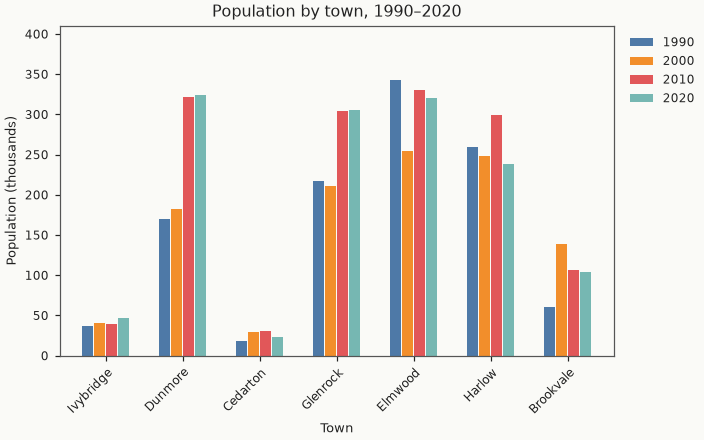 Population by town, 1990–2020
400
350
300
250
200
150
100
50
0
Population (thousands)
Ivybridge
Dunmore
Cedarton
Glenrock
Elmwood
Harlow
Brookvale
Town
1990
2000
2010
2020